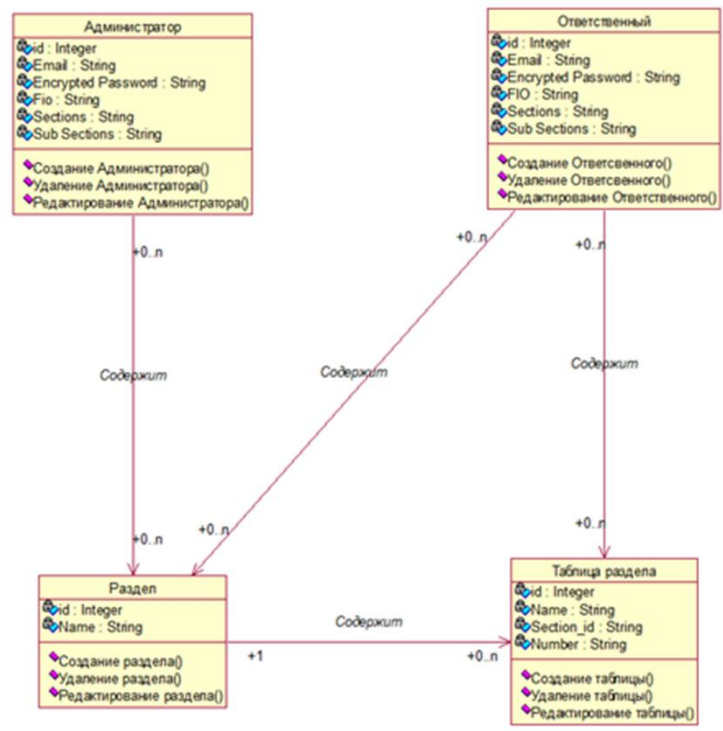 Администратор
id : Integer
Email : String
Encrypted Password : String
Fio : String
Sections : String
Sub Sections : String
Создание Администратора()
Удаление Администратора()
Редактирование Администратора()
Ответственный
id : Integer
Email : String
Encrypted Password : String
FIO : String
Sections : String
Sub Sections : String
Создание Ответсвенного()
Удаление Ответсвенного()
Редактирование Ответственного()
+0..n
+0..n
+0..n
Содержит
Содержит
Содержит
+0..n
+0..n
+0..n
Раздел
id : Integer
Name : String
Создание раздела()
Удаление раздела()
Редактирование раздела()
Содержит
+1
+0..n
Таблица раздела
id : Integer
Name : String
Section_id : String
Number : String
Создание таблицы()
Удаление таблицы()
Редактирование таблицы()